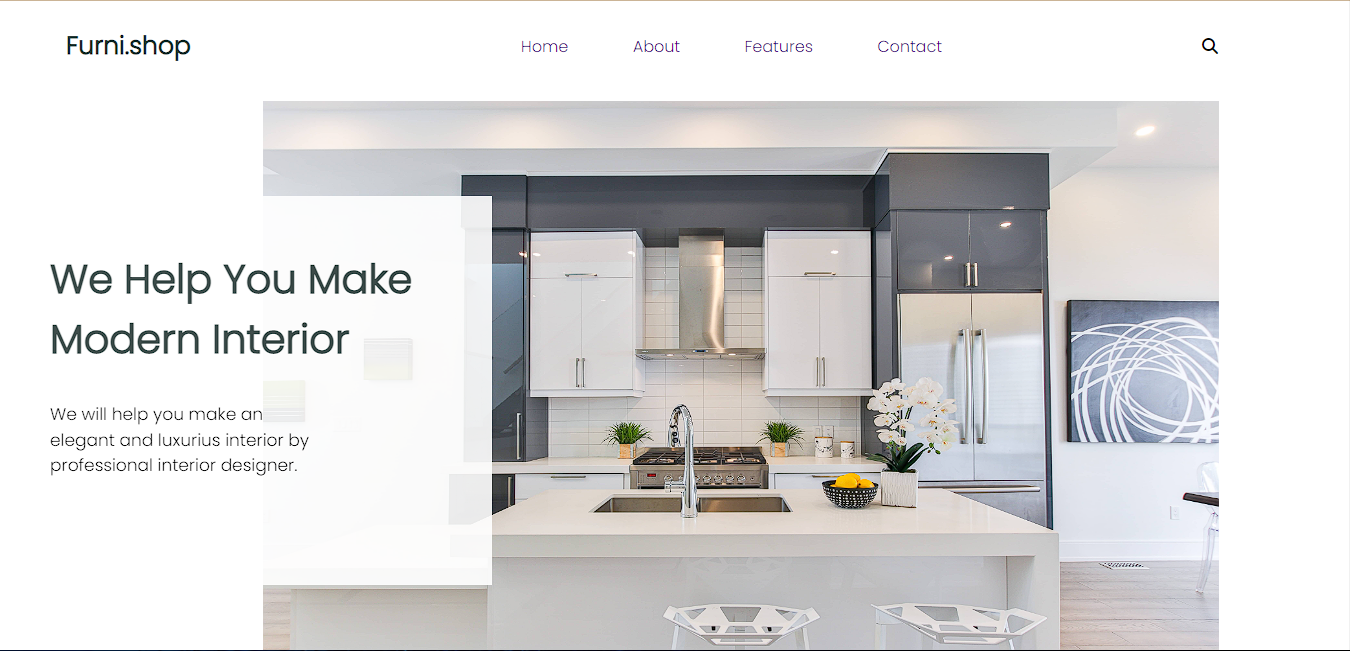 Furni.shop
Home About Features Contact
We Help You Make
Modern Interior
We will help you make an
elegant and luxurius interior by
professional interior designer.